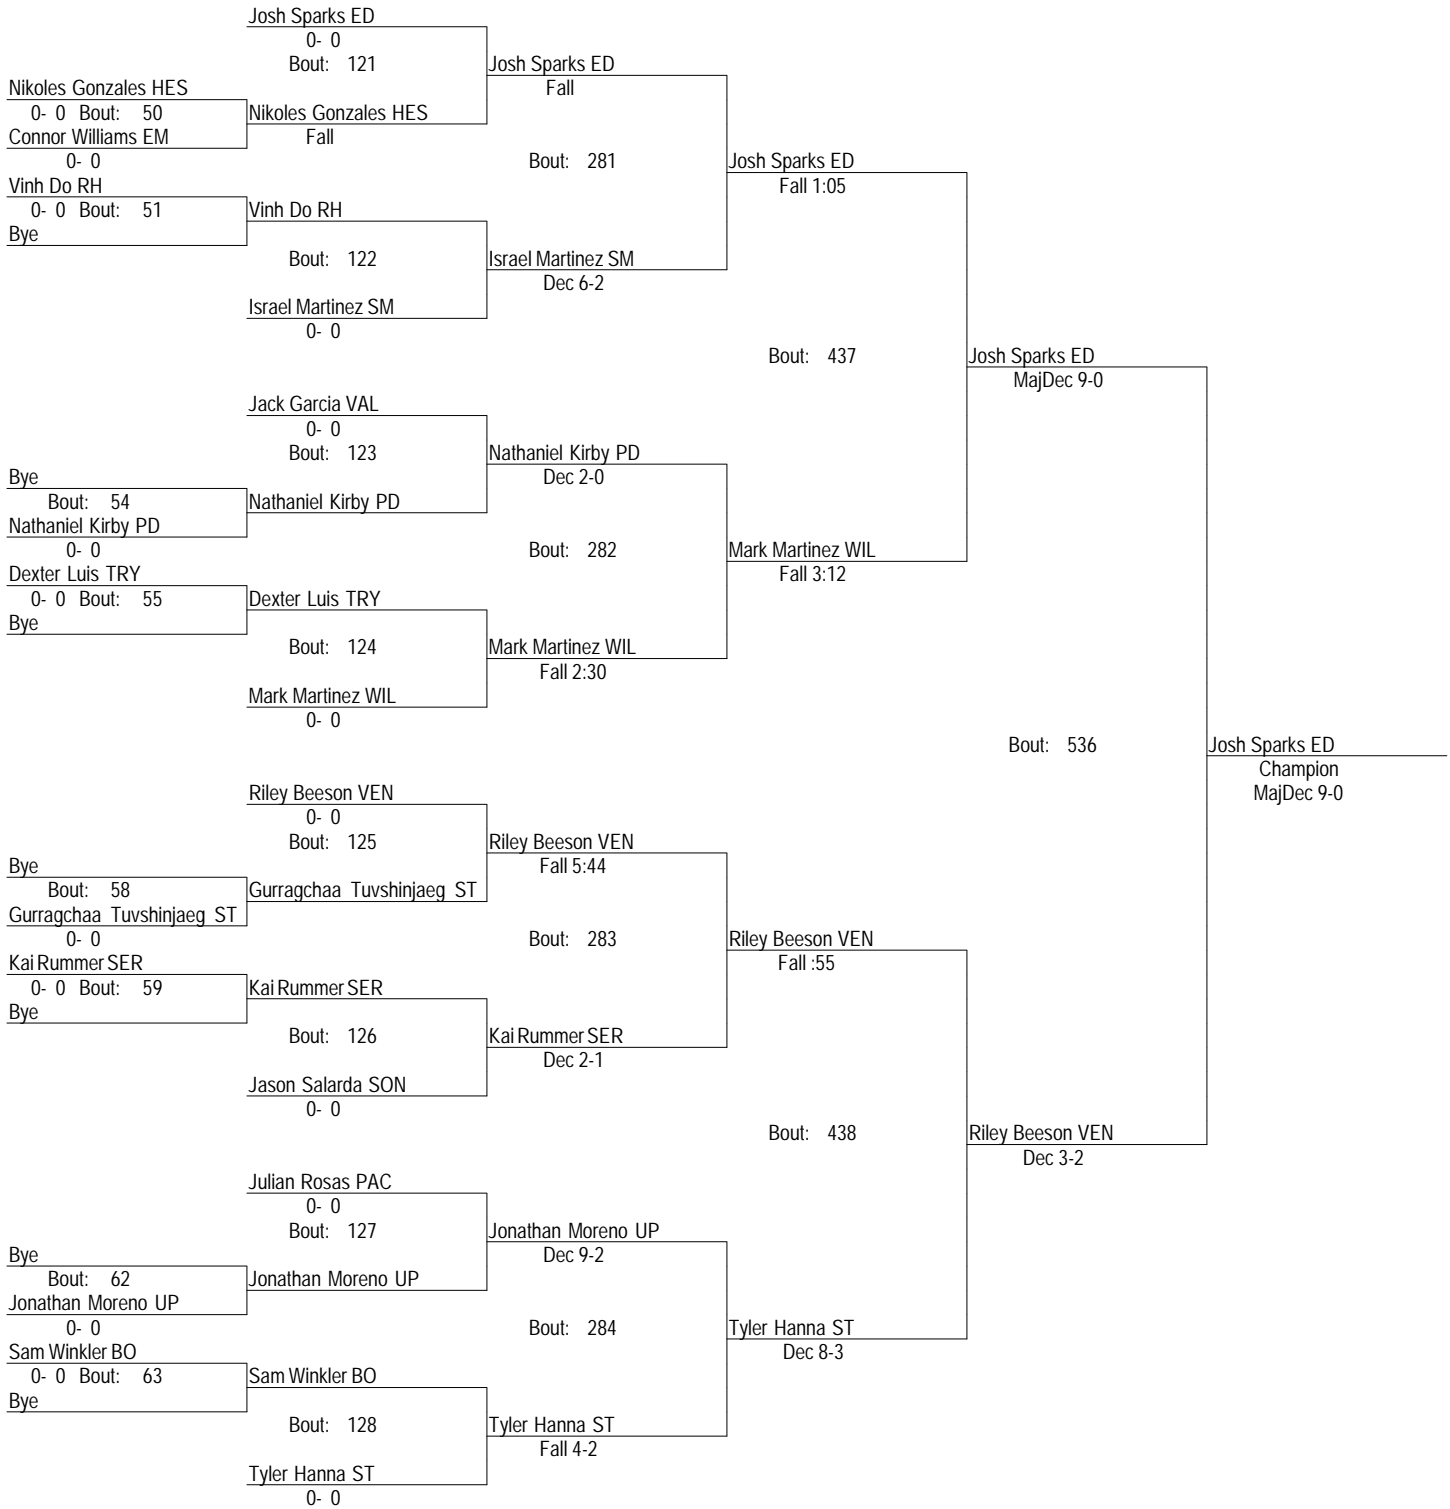 Josh Sparks ED
0- 0
Bout: 121
Josh Sparks ED
Fall
Nikoles Gonzales HES
0- 0 Bout: 50
Nikoles Gonzales HES
Fall
Connor Williams EM
0- 0
Bout: 281
Josh Sparks ED
Fall 1:05
Vinh Do RH
0- 0 Bout: 51
Vinh Do RH
Bye
Bout: 122
Israel Martinez SM
Dec 6-2
Israel Martinez SM
0- 0
Bout: 437
Josh Sparks ED
MajDec 9-0
Jack Garcia VAL
0- 0
Bout: 123
Nathaniel Kirby PD
Dec 2-0
Bye
Bout: 54
Nathaniel Kirby PD
Nathaniel Kirby PD
0- 0
Bout: 282
Mark Martinez WIL
Fall 3:12
Dexter Luis TRY
0- 0 Bout: 55
Dexter Luis TRY
Bye
Bout: 124
Mark Martinez WIL
Fall 2:30
Mark Martinez WIL
0- 0
Bout: 536
Josh Sparks ED
Champion
MajDec 9-0
Riley Beeson VEN
0- 0
Bout: 125
Riley Beeson VEN
Fall 5:44
Bye
Bout: 58
Gurragchaa Tuvshinjaeg ST
Gurragchaa Tuvshinjaeg ST
0- 0
Bout: 283
Riley Beeson VEN
Fall :55
Kai Rummer SER
0- 0 Bout: 59
Kai Rummer SER
Bye
Bout: 126
Kai Rummer SER
Dec 2-1
Jason Salarda SON
0- 0
Bout: 438
Riley Beeson VEN
Dec 3-2
Julian Rosas PAC
0- 0
Bout: 127
Jonathan Moreno UP
Dec 9-2
Bye
Bout: 62
Jonathan Moreno UP
Jonathan Moreno UP
0- 0
Bout: 284
Tyler Hanna ST
Dec 8-3
Sam Winkler BO
0- 0 Bout: 63
Sam Winkler BO
Bye
Bout: 128
Tyler Hanna ST
Fall 4-2
Tyler Hanna ST
0- 0